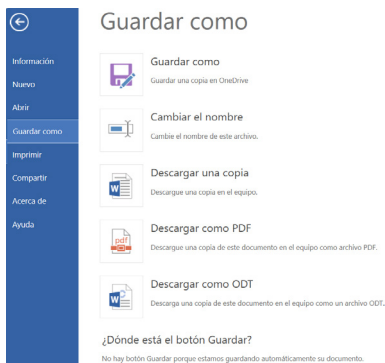 Guardar como
Información
Nuevo
Abrir
Guardar como
Imprimir
Compartir
Acerca de
Ayuda
Guardar como
Guardar una copia en OneDrive
Cambiar el nombre
Cambie el nombre de este archivo.
Descargar una copia
Descargue una copia en el equipo.
pdf
Descargar como PDF
Descargue una copia de este documento en el equipo como archivo PDF.
Descargar como ODT
Descarga una copia de este documento en el equipo como un archivo ODT.
¿Dónde está el botón Guardar?
No hay botón Guardar porque estamos guardando automáticamente su documento.